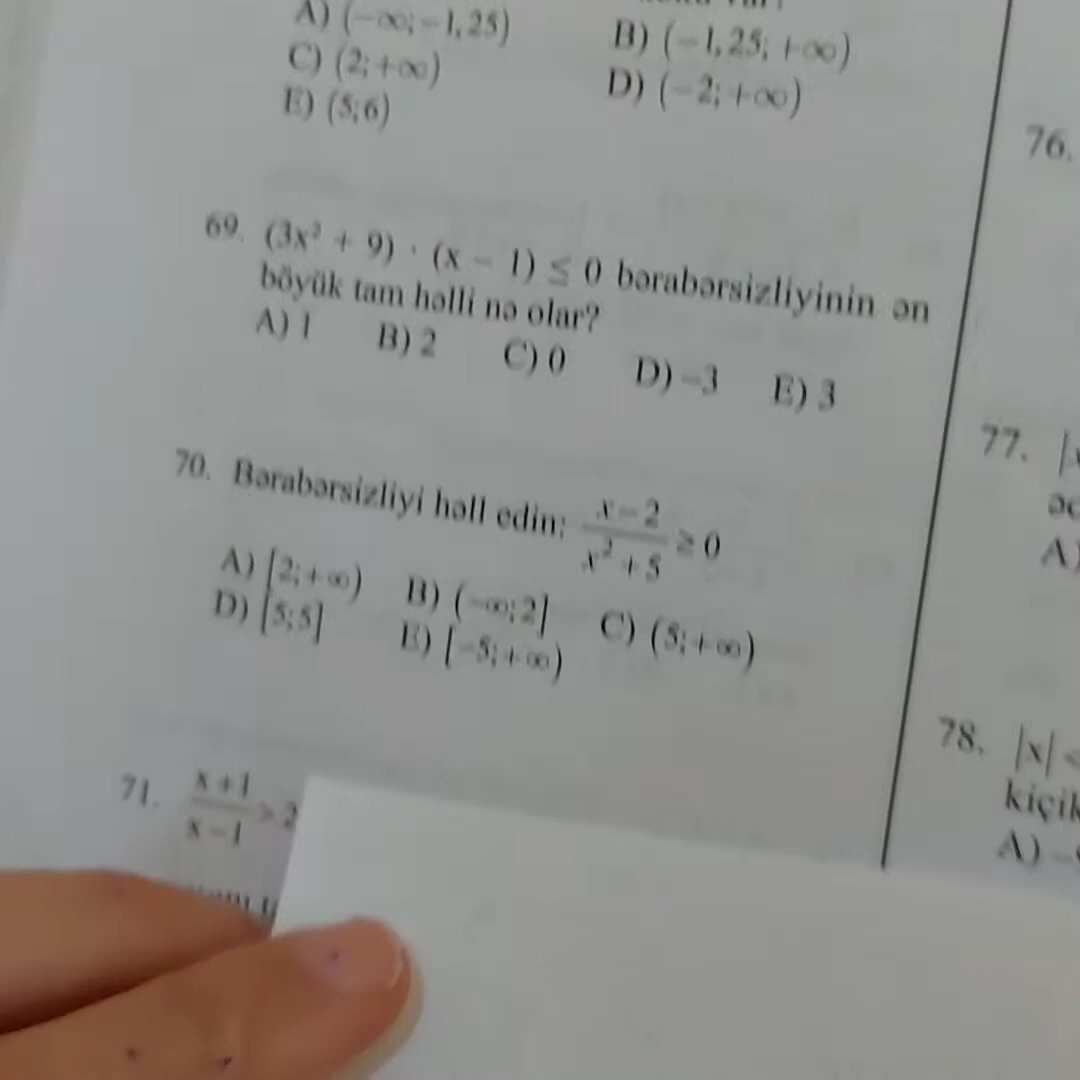 A) (−∞; −1,25) B) (−1,25; +∞)
C) (2; +∞) D) (−2; +∞)
E) (5;6)
69. (3x² + 9) · (x − 1) ≤ 0 bərabərsizliyinin ən
böyük tam həlli nə olar?
A) 1 B) 2 C) 0 D) −3 E) 3
70. Bərabərsizliyi həll edin: (x−2)/(x²+5) ≥ 0
A) [2;+∞) B) (−∞;2] C) (5;+∞)
D) [5;5] E) [−5;+∞)
71. (x+1)/(x−1) > 2
76.
77.
A)
78. |x| <
A) −